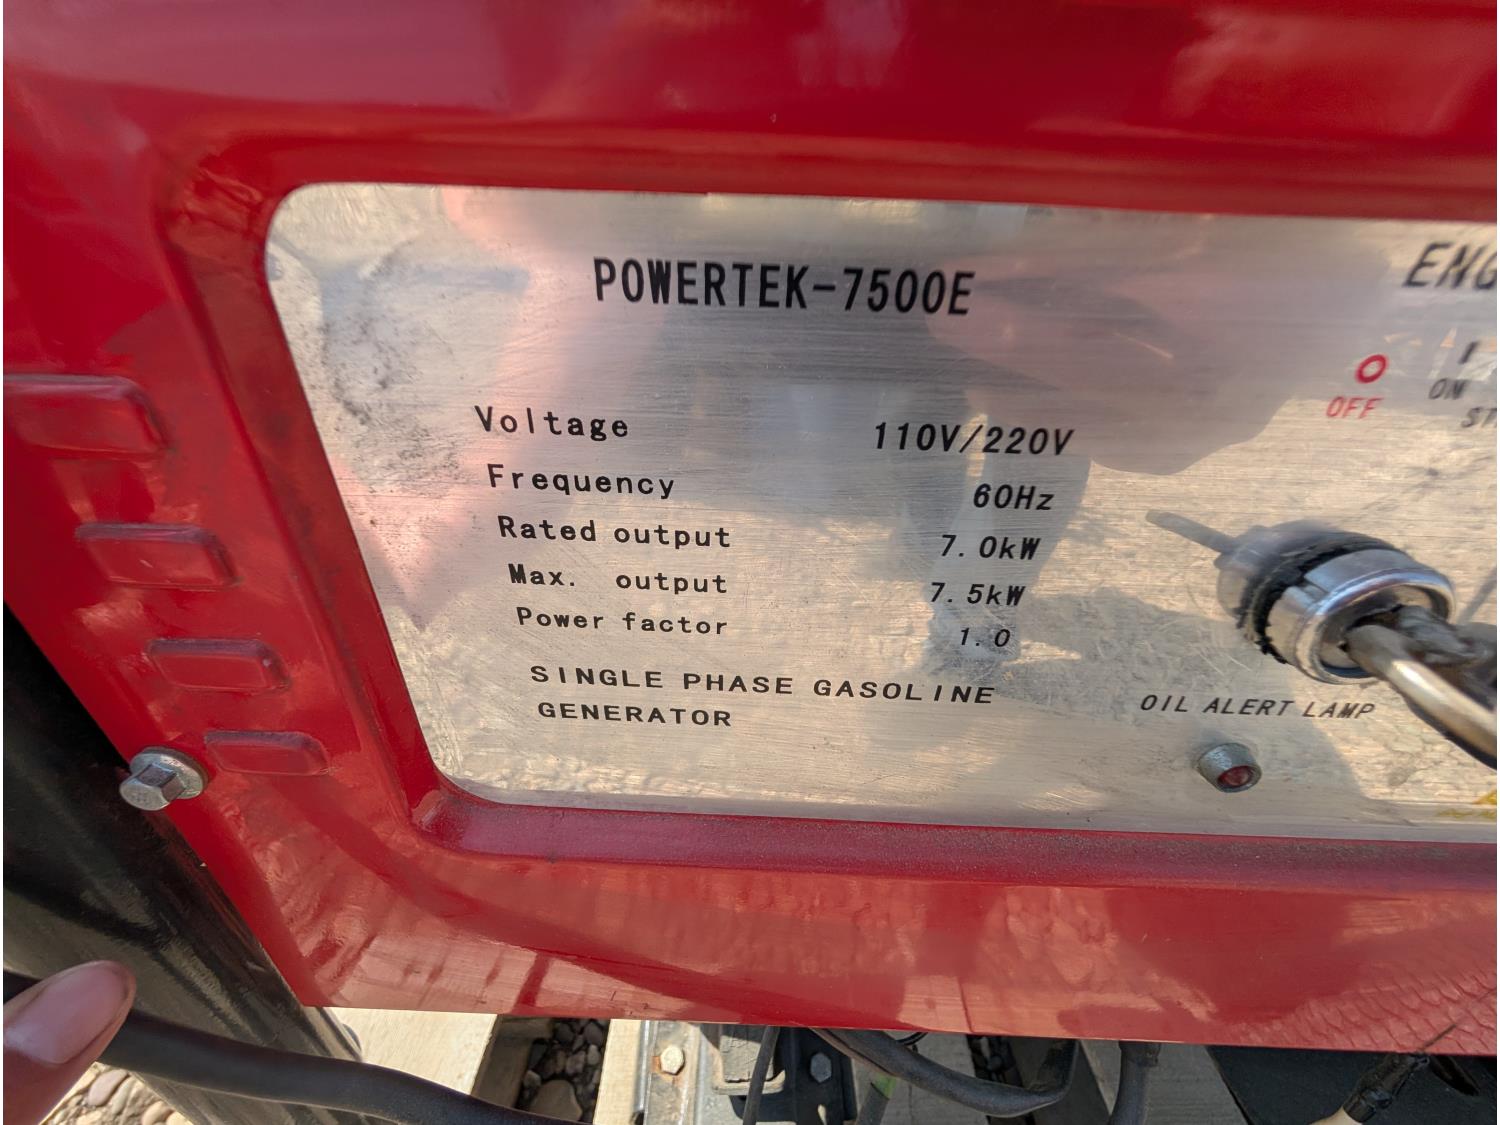 POWERTEK-7500E
Voltage 110V/220V
Frequency 60Hz
Rated output 7.0kW
Max. output 7.5kW
Power factor 1.0
SINGLE PHASE GASOLINE
GENERATOR
ENG
OFF
ON
ST
OIL ALERT LAMP